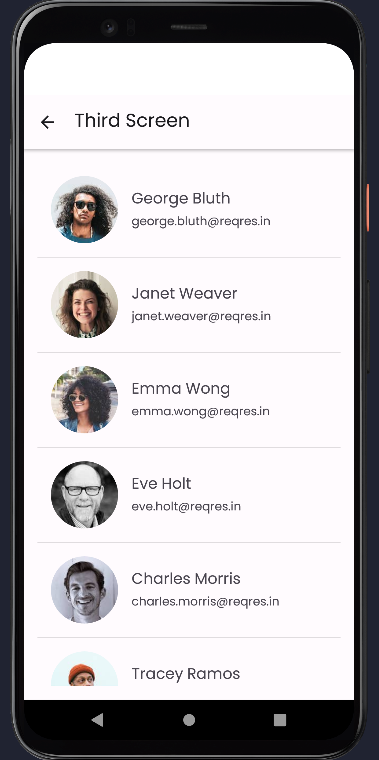 Third Screen
George Bluth
george.bluth@reqres.in
Janet Weaver
janet.weaver@reqres.in
Emma Wong
emma.wong@reqres.in
Eve Holt
eve.holt@reqres.in
Charles Morris
charles.morris@reqres.in
Tracey Ramos